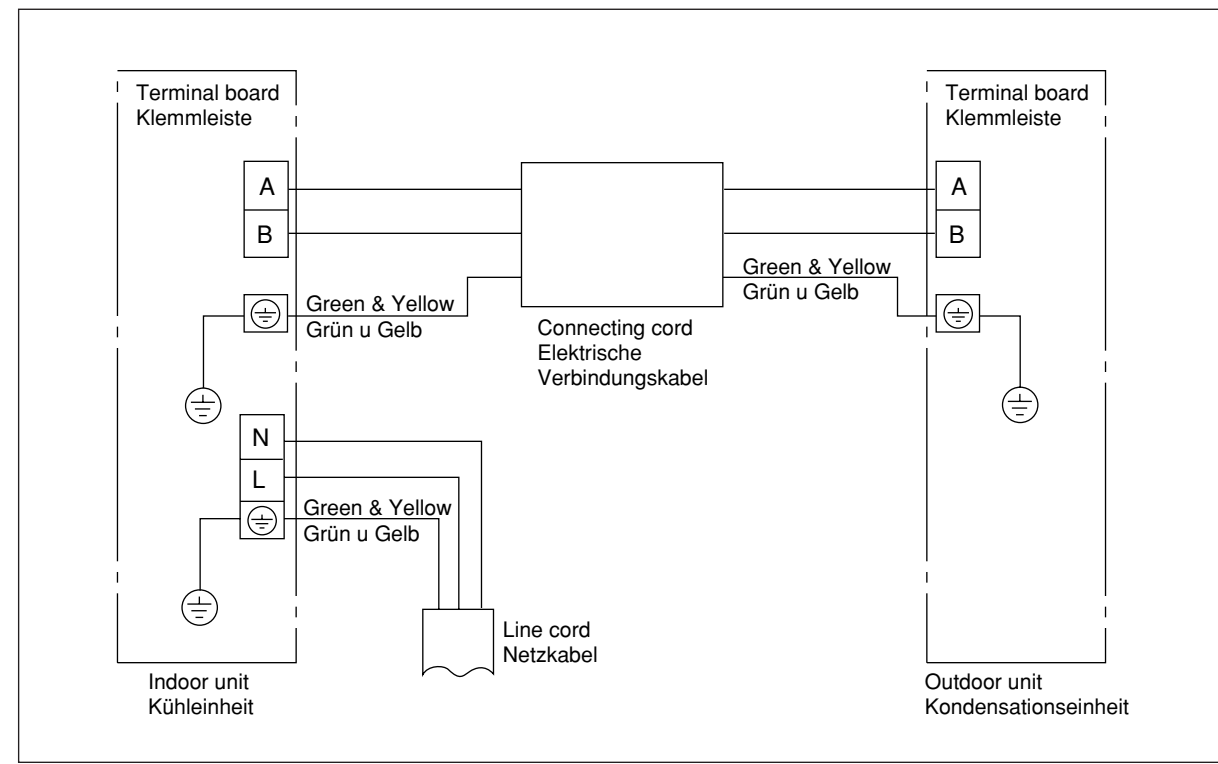 Terminal board
Klemmleiste
A
B
Green & Yellow
Grün u Gelb
N
L
Green & Yellow
Grün u Gelb
Line cord
Netzkabel
Indoor unit
Kühleinheit
Connecting cord
Elektrische
Verbindungskabel
Green & Yellow
Grün u Gelb
Terminal board
Klemmleiste
A
B
Outdoor unit
Kondensationseinheit